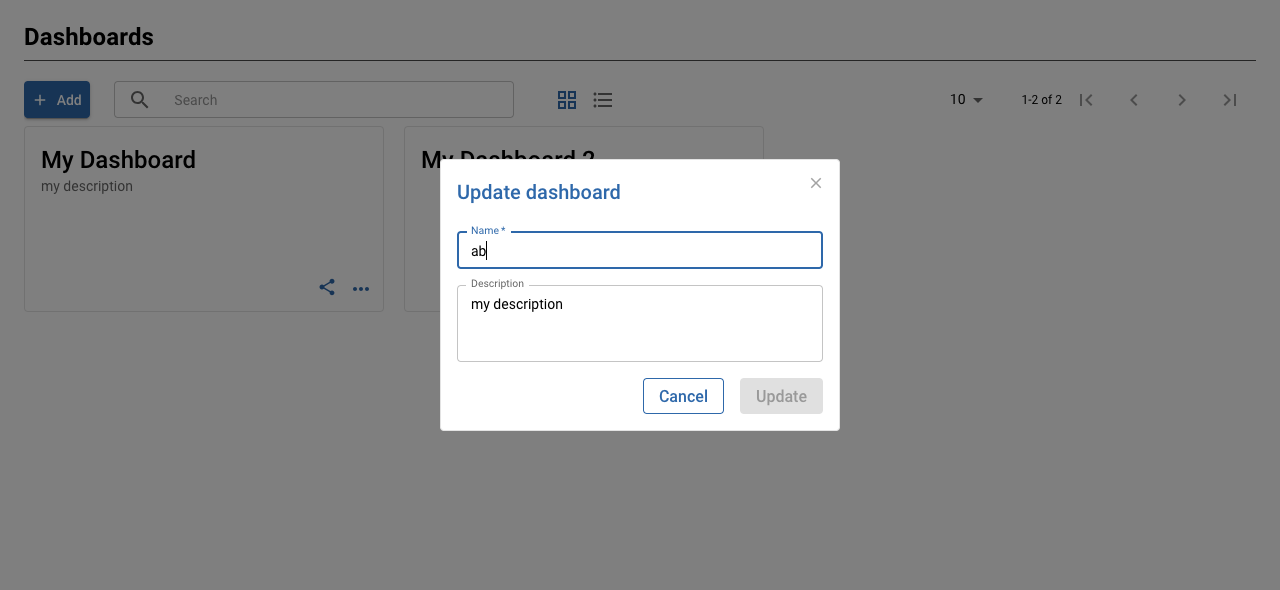 Dashboards
Add
Search
10
1-2 of 2
My Dashboard
my description
My Dashboard 2
Update dashboard
Name *
ab
Description
my description
Cancel
Update